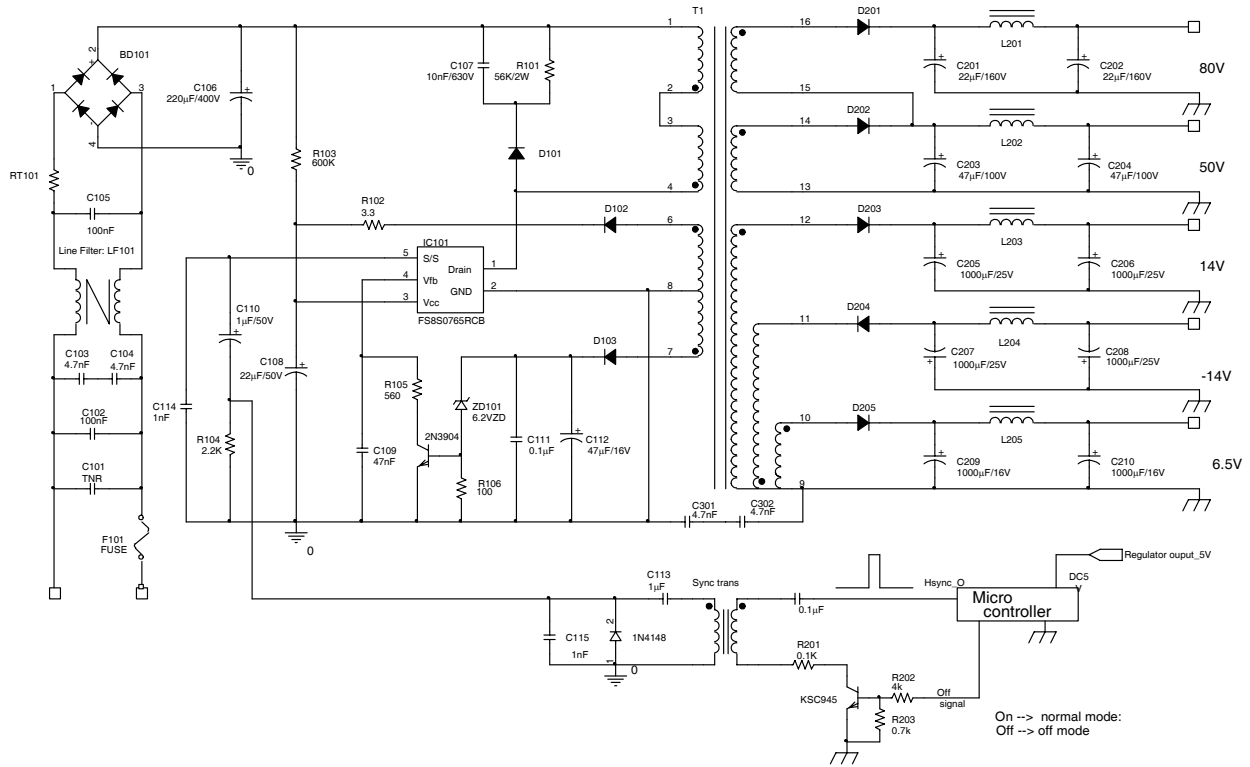 T1
D201
L201
C201
22μF/160V
C202
22μF/160V
80V
1
16
2
15
BD101
2
1
3
4
+
-
C106
220μF/400V
0
C107
10nF/630V
R101
56K/2W
D101
R103
600K
3
14
4
13
D202
L202
C203
47μF/100V
C204
47μF/100V
50V
RT101
C105
100nF
Line Filter: LF101
R102
3.3
D102
6
12
D203
L203
C205
1000μF/25V
C206
1000μF/25V
14V
IC101
5
S/S
4
Vfb
3
Vcc
Drain
1
GND
2
FS8S0765RCB
8
C110
1μF/50V
C108
22μF/50V
11
D204
L204
C207
1000μF/25V
C208
1000μF/25V
-14V
C103
4.7nF
C104
4.7nF
D103
7
R105
560
ZD101
6.2VZD
C114
1nF
C102
100nF
R104
2.2K
2N3904
C109
47nF
R106
100
C111
0.1μF
C112
47μF/16V
10
D205
L205
C209
1000μF/16V
C210
1000μF/16V
6.5V
9
C101
TNR
C301
4.7nF
C302
4.7nF
F101
FUSE
0
C113
1μF
Sync trans
0.1μF
Hsync_O
Regulator ouput_5V
DC5
V
Micro
controller
C115
1nF
2
1
1N4148
0
R201
0.1K
R202
4k
Off
signal
KSC945
R203
0.7k
On --> normal mode:
Off --> off mode